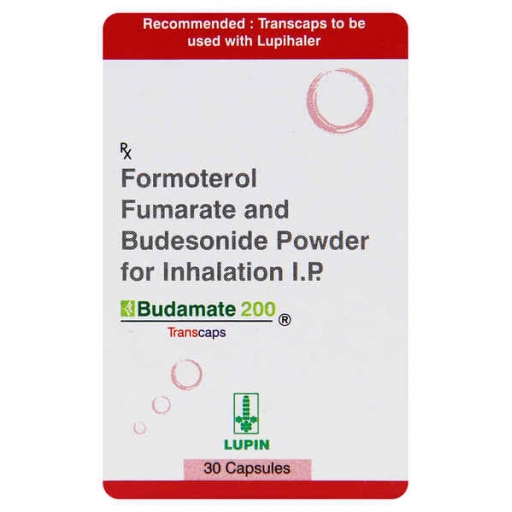 Recommended : Transcaps to be
used with Lupihaler
Rx
Formoterol
Fumarate and
Budesonide Powder
for Inhalation I.P.
Budamate 200 ®
Transcaps
LUPIN
30 Capsules